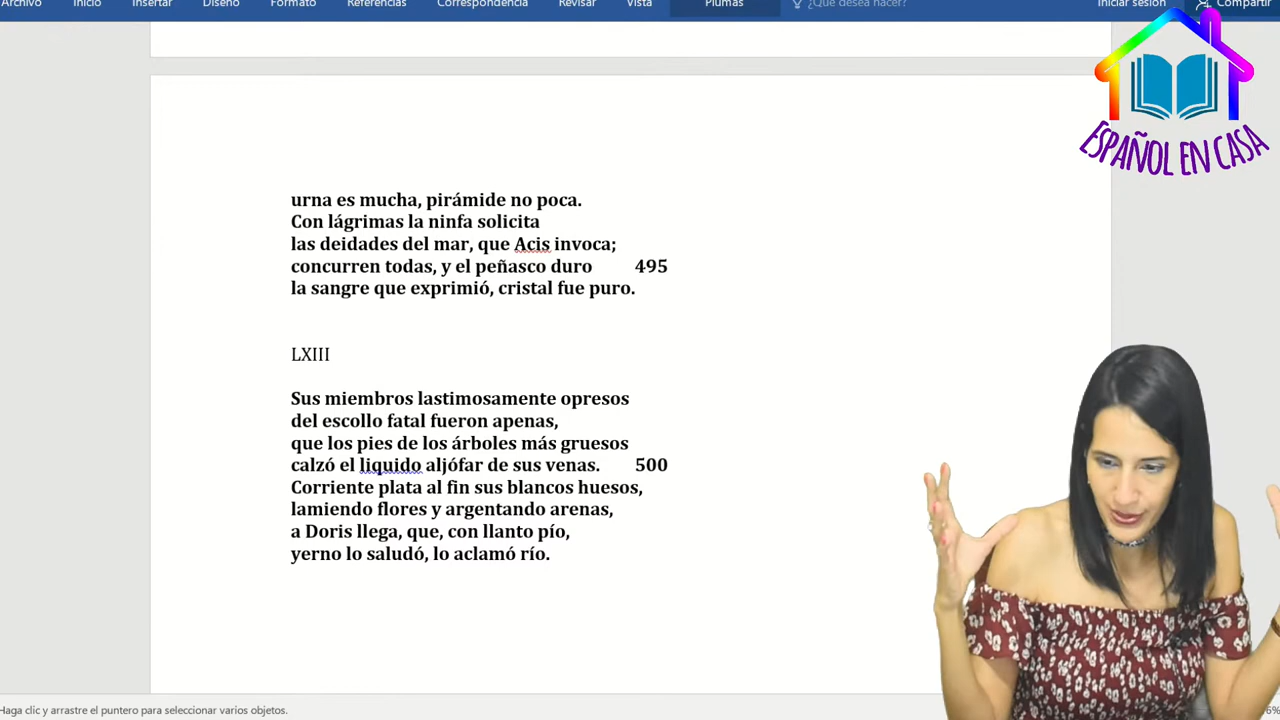 Archivo Inicio Insertar Diseño Formato Referencias Correspondencia Revisar Vista Plumas ¿Qué desea hacer? Iniciar sesión Compartir
ESPAÑOL EN CASA
urna es mucha, pirámide no poca.
Con lágrimas la ninfa solicita
las deidades del mar, que Acis invoca;
concurren todas, y el peñasco duro 495
la sangre que exprimió, cristal fue puro.
LXIII
Sus miembros lastimosamente opresos
del escollo fatal fueron apenas,
que los pies de los árboles más gruesos
calzó el liquido aljófar de sus venas. 500
Corriente plata al fin sus blancos huesos,
lamiendo flores y argentando arenas,
a Doris llega, que, con llanto pío,
yerno lo saludó, lo aclamó río.
Haga clic y arrastre el puntero para seleccionar varios objetos.